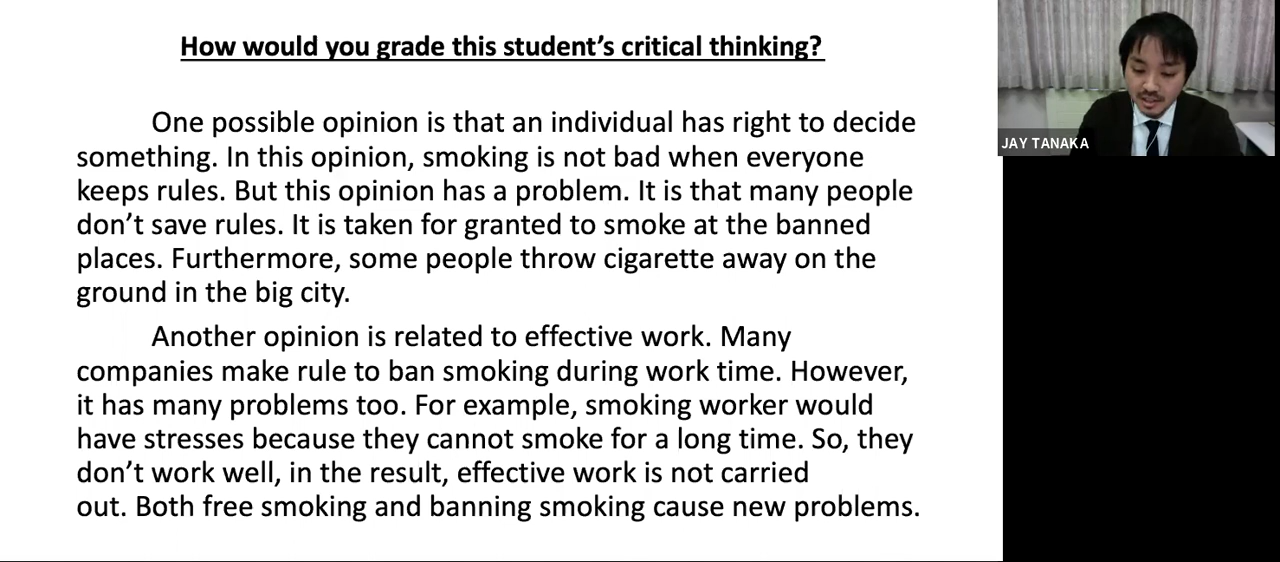 How would you grade this student's critical thinking?
One possible opinion is that an individual has right to decide
something. In this opinion, smoking is not bad when everyone
keeps rules. But this opinion has a problem. It is that many people
don't save rules. It is taken for granted to smoke at the banned
places. Furthermore, some people throw cigarette away on the
ground in the big city.
Another opinion is related to effective work. Many
companies make rule to ban smoking during work time. However,
it has many problems too. For example, smoking worker would
have stresses because they cannot smoke for a long time. So, they
don't work well, in the result, effective work is not carried
out. Both free smoking and banning smoking cause new problems.
JAY TANAKA